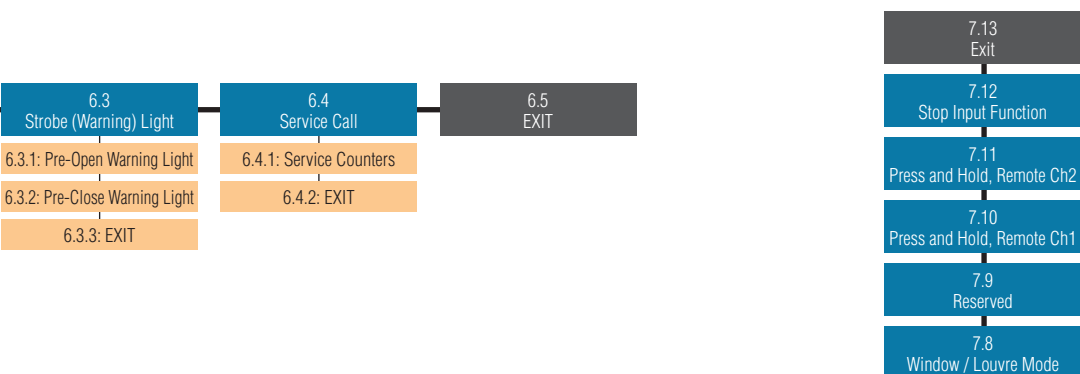 6.3
Strobe (Warning) Light
6.3.1: Pre-Open Warning Light
6.3.2: Pre-Close Warning Light
6.3.3: EXIT
6.4
Service Call
6.4.1: Service Counters
6.4.2: EXIT
6.5
EXIT
7.13
Exit
7.12
Stop Input Function
7.11
Press and Hold, Remote Ch2
7.10
Press and Hold, Remote Ch1
7.9
Reserved
7.8
Window / Louvre Mode